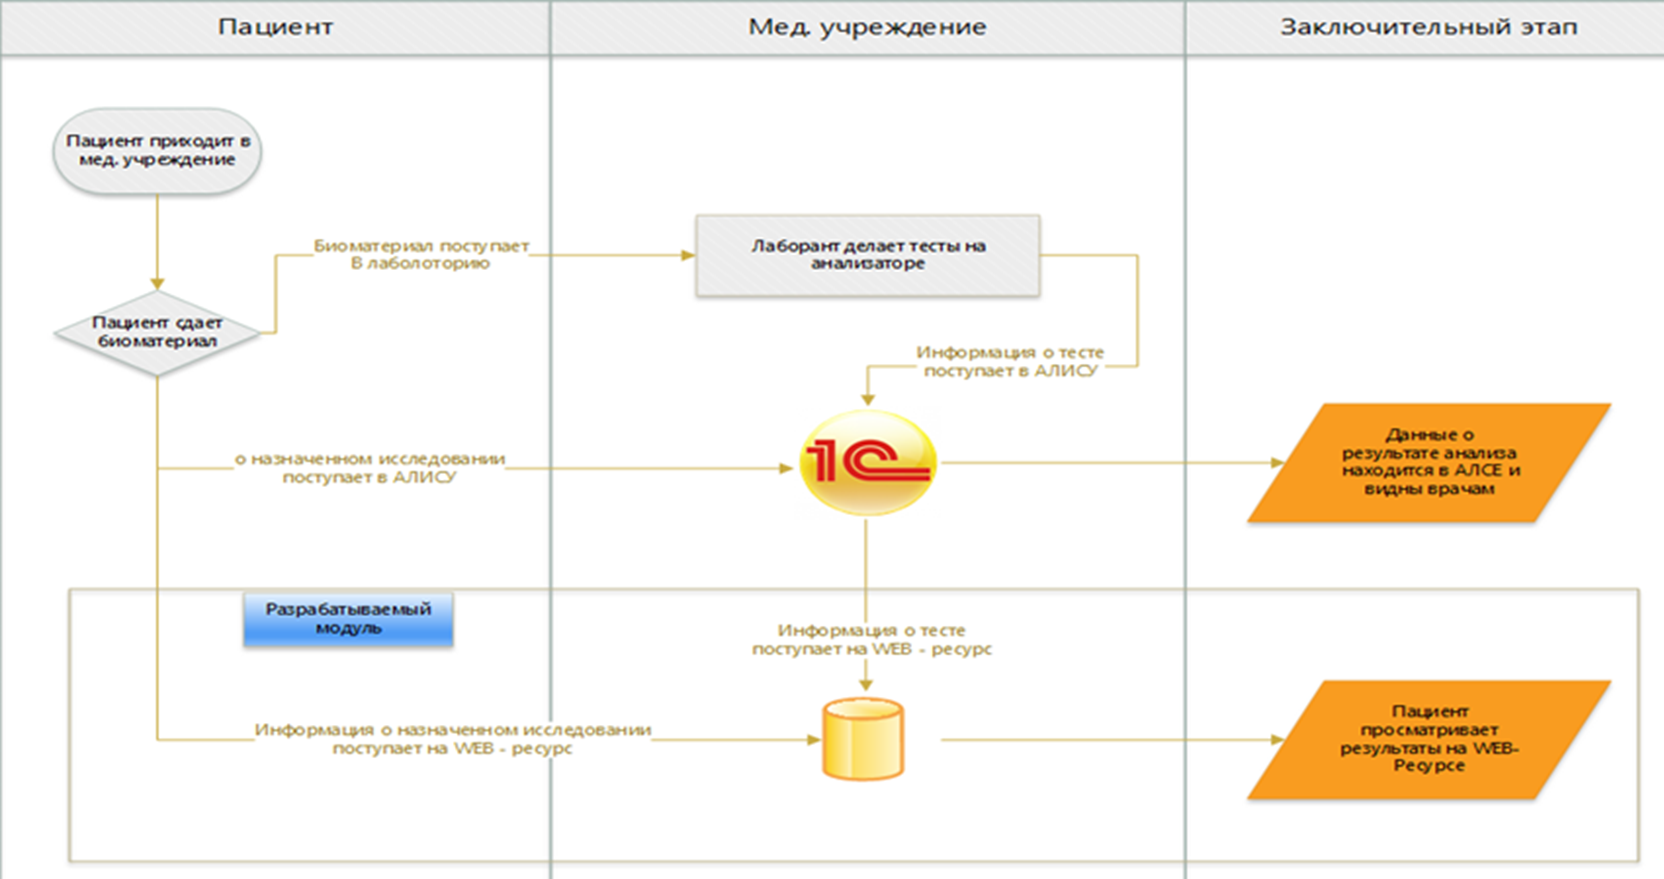 Пациент
Мед. учреждение
Заключительный этап
Пациент приходит в
мед. учреждение
Биоматериал поступает
В лаболоторию
Лаборант делает тесты на
анализаторе
Пациент сдает
биоматериал
Информация о тесте
поступает в АЛИСУ
1С
о назначенном исследовании
поступает в АЛИСУ
Данные о
результате анализа
находится в АЛСЕ и
видны врачам
Разрабатываемый
модуль
Информация о тесте
поступает на WEB - ресурс
Информация о назначенном исследовании
поступает на WEB - ресурс
Пациент
просматривает
результаты на WEB-
Ресурсе